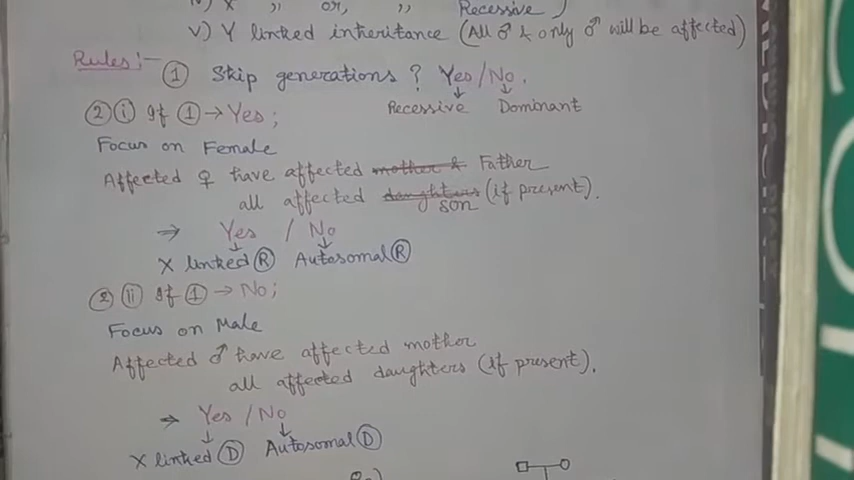 iv) X ,, or, ,, Recessive )
v) Y linked inheritance (All ♂ & only ♂ will be affected)
Rules:-
① Skip generations? Yes/No.
Recessive Dominant
② ⓘ If ① → Yes;
Focus on Female
Affected ♀ have affected mother & Father
all affected daughters (if present).
son
⇒ Yes / No
X linked Ⓡ Autosomal Ⓡ
② ⓘⓘ If ① → No;
Focus on Male
Affected ♂ have affected mother
all affected daughters (if present).
→ Yes / No
X linked Ⓓ Autosomal Ⓓ